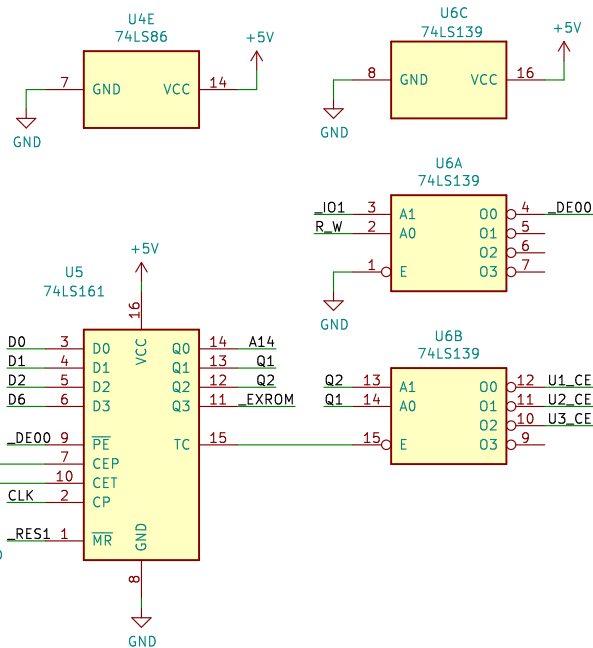 U4E
74LS86
+5V
7 GND VCC 14
GND
U6C
74LS139
+5V
8 GND VCC 16
GND
U6A
74LS139
_IO1 3 A1 O0 4 _DE00
R_W 2 A0 O1 5
O2 6
1 E O3 7
GND
+5V
U5
74LS161
16
VCC
D0 3 D0 Q0 14 A14
D1 4 D1 Q1 13 Q1
D2 5 D2 Q2 12 Q2
D6 6 D3 Q3 11 _EXROM
_DE00 9 PE TC 15
7 CEP
10 CET
CLK 2 CP
_RES1 1 MR
GND
8
GND
U6B
74LS139
Q2 13 A1 O0 12 U1_CE
Q1 14 A0 O1 11 U2_CE
O2 10 U3_CE
15 E O3 9